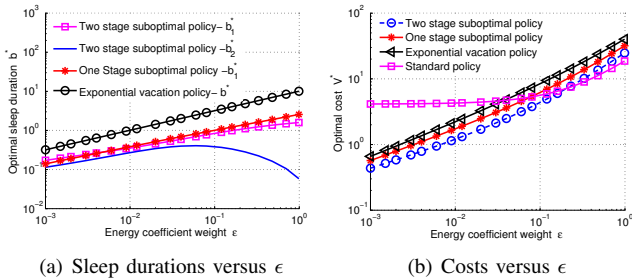 Optimal sleep duration b*
10³
10²
10¹
10⁰
10⁻¹
10⁻²
Two stage suboptimal policy– b₁*
Two stage suboptimal policy– b₂*
One Stage suboptimal policy –b₁*
Exponential vacation policy– b*
10⁻³
10⁻²
10⁻¹
10⁰
Energy coefficient weight ε
(a) Sleep durations versus ϵ
Optimal cost V*
10²
10¹
10⁰
10⁻¹
Two stage suboptimal policy
One stage suboptimal policy
Exponential vacation policy
Standard policy
10⁻³
10⁻²
10⁻¹
10⁰
Energy coefficient weight ε
(b) Costs versus ϵ